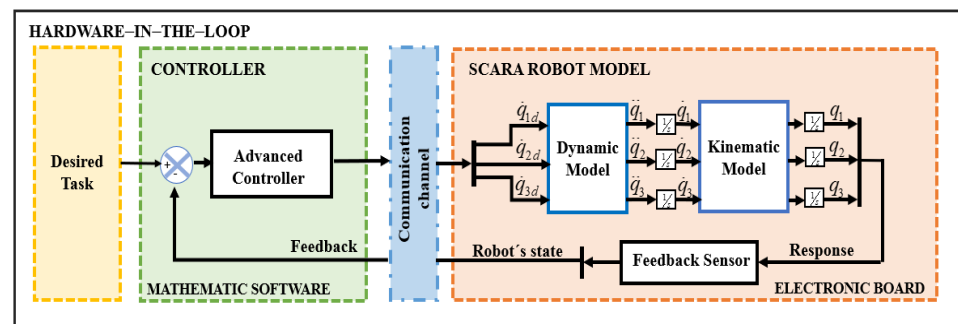 HARDWARE–IN–THE–LOOP
Desired
Task
CONTROLLER
+
-
Advanced
Controller
Feedback
MATHEMATIC SOFTWARE
Communication
channel
SCARA ROBOT MODEL
q̇1d
q̇2d
q̇3d
Dynamic
Model
q̈1 1/s q̇1
q̈2 1/s q̇2
q̈3 1/s q̇3
Kinematic
Model
1/s q1
1/s q2
1/s q3
Robot´s state
Feedback Sensor
Response
ELECTRONIC BOARD